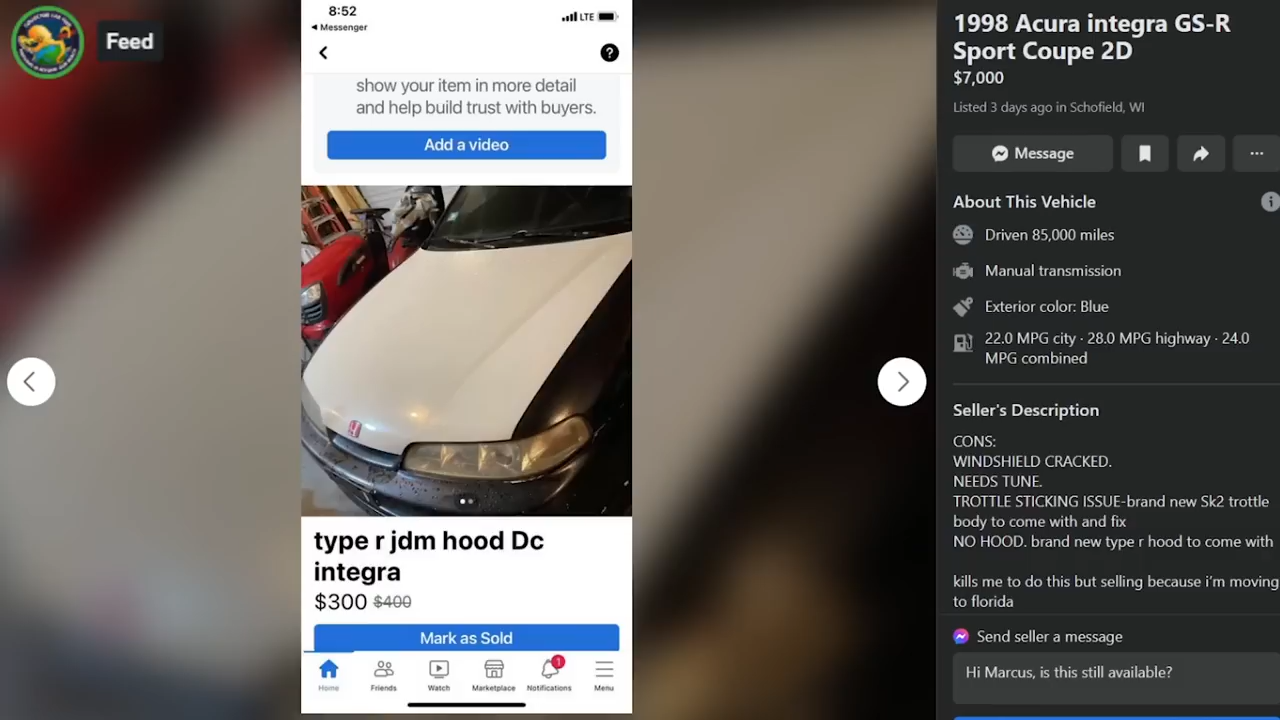 Feed
8:52
LTE
Messenger
show your item in more detail
and help build trust with buyers.
Add a video
type r jdm hood Dc
integra
$300 $400
Mark as Sold
1
Home Friends Watch Marketplace Notifications Menu
1998 Acura integra GS-R
Sport Coupe 2D
$7,000
Listed 3 days ago in Schofield, WI
Message
About This Vehicle
Driven 85,000 miles
Manual transmission
Exterior color: Blue
22.0 MPG city · 28.0 MPG highway · 24.0
MPG combined
Seller's Description
CONS:
WINDSHIELD CRACKED.
NEEDS TUNE.
TROTTLE STICKING ISSUE-brand new Sk2 trottle
body to come with and fix
NO HOOD. brand new type r hood to come with
kills me to do this but selling because i'm moving
to florida
Send seller a message
Hi Marcus, is this still available?